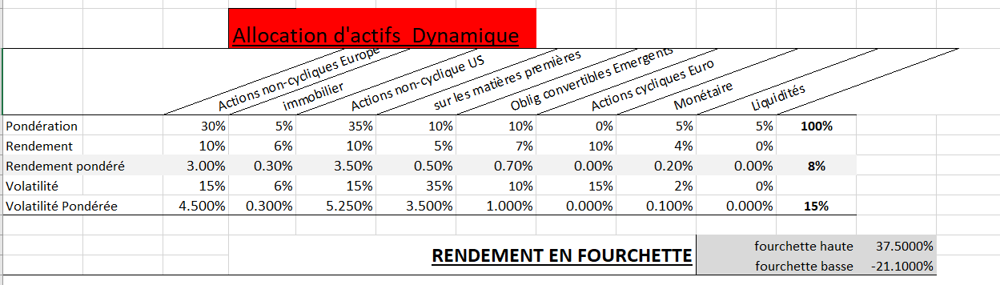 Allocation d'actifs Dynamique
Actions non-cycliques Europe immobilier Actions non-cyclique US sur les matières premières Oblig convertibles Emergents Actions cycliques Euro Monétaire Liquidités
Pondération 30% 5% 35% 10% 10% 0% 5% 5% 100%
Rendement 10% 6% 10% 5% 7% 10% 4% 0%
Rendement pondéré 3.00% 0.30% 3.50% 0.50% 0.70% 0.00% 0.20% 0.00% 8%
Volatilité 15% 6% 15% 35% 10% 15% 2% 0%
Volatilité Pondérée 4.500% 0.300% 5.250% 3.500% 1.000% 0.000% 0.100% 0.000% 15%
RENDEMENT EN FOURCHETTE
fourchette haute 37.5000%
fourchette basse -21.1000%